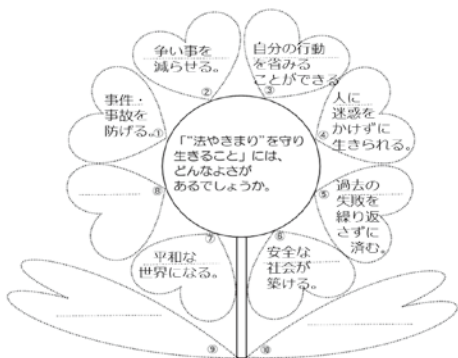 「“法やきまり”を守り
生きること」には、
どんなよさが
あるでしょうか。
事件・
事故を
防げる。①
争い事を
減らせる。
②
自分の行動
を省みる
ことができる
③
人に
迷惑を
④かけずに
生きられる。
⑤過去の
失敗を
繰り返
さずに
済む。
⑥
安全な
社会が
築ける。
⑦
平和な
世界になる。
⑧
⑨
⑩